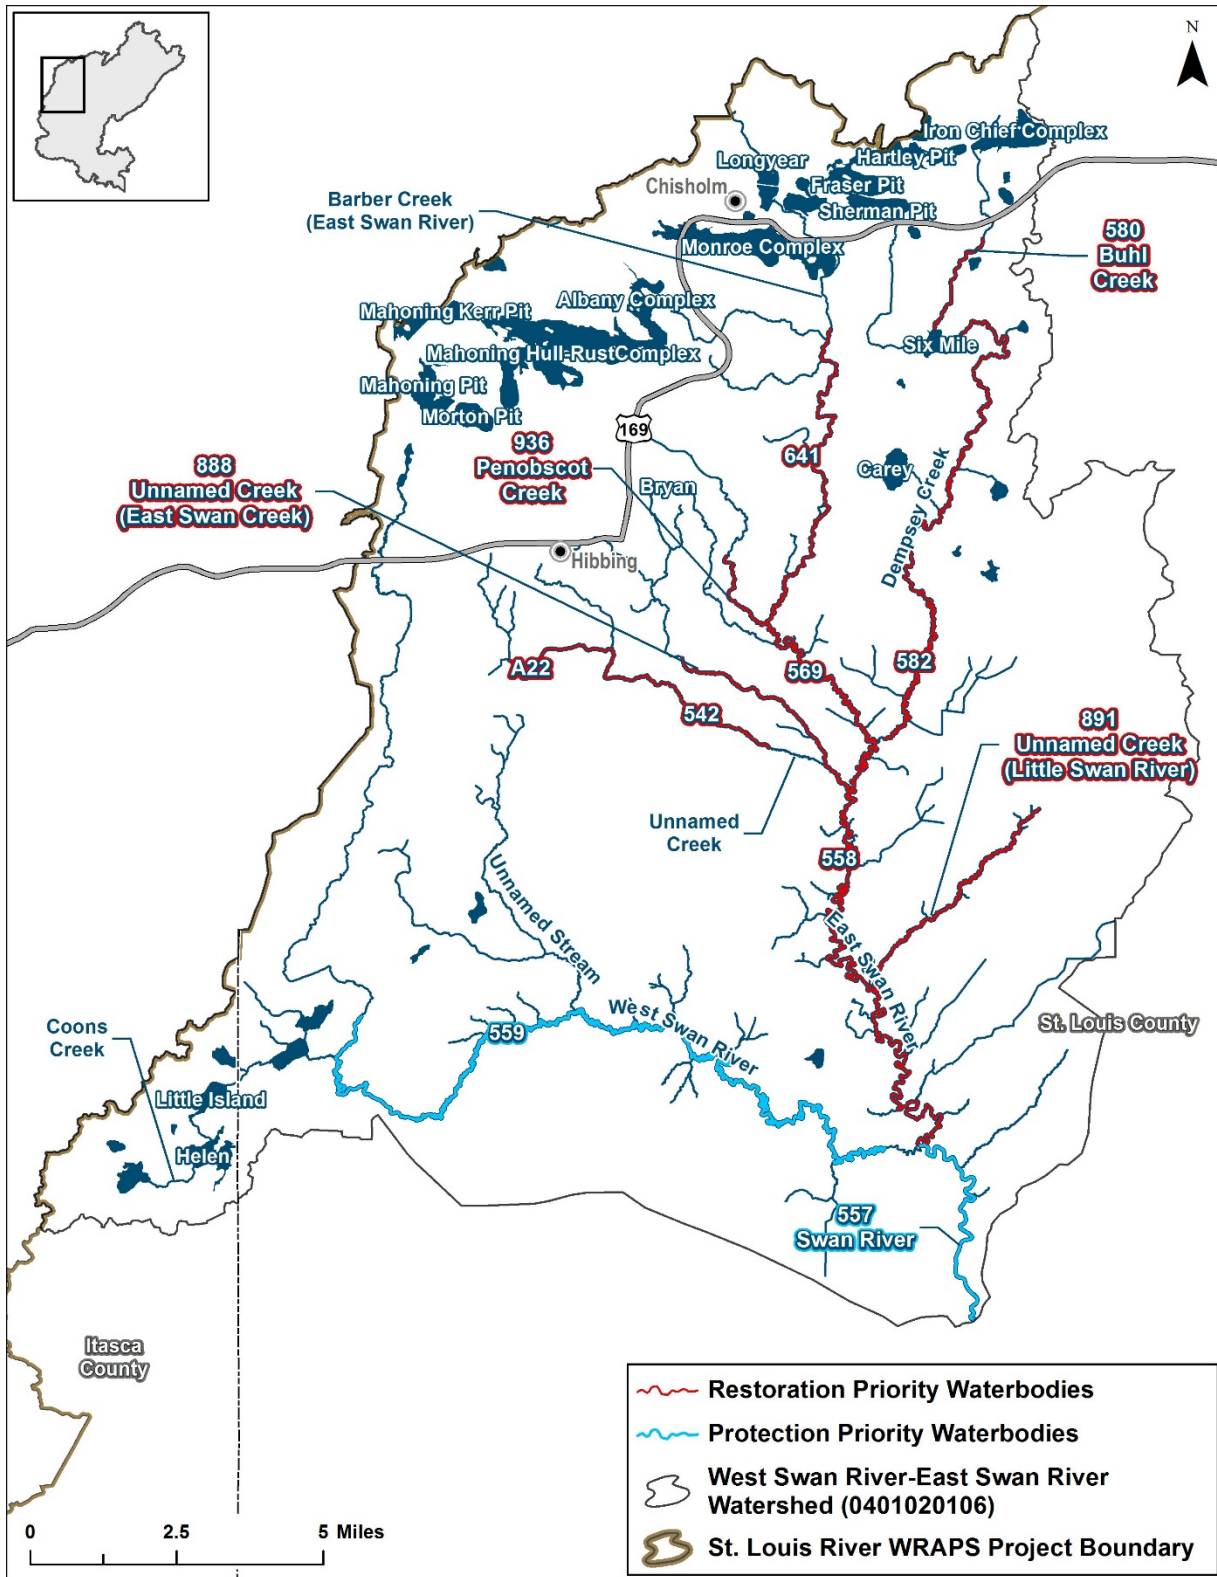 N
Iron Chief Complex
Longyear
Hartley Pit
Chisholm
Fraser Pit
Sherman Pit
Barber Creek
(East Swan River)
Monroe Complex
580
Buhl
Creek
Albany Complex
Mahoning Kerr Pit
Six Mile
Mahoning Hull-RustComplex
Mahoning Pit
Morton Pit
169
936
Penobscot
Creek
641
888
Unnamed Creek
(East Swan Creek)
Bryan
Carey
Dempsey Creek
Hibbing
A22
569
582
542
891
Unnamed Creek
(Little Swan River)
Unnamed
Creek
558
Unnamed Stream
East Swan River
West Swan River
559
St. Louis County
Coons
Creek
Little Island
Helen
557
Swan River
Itasca
County
Restoration Priority Waterbodies
Protection Priority Waterbodies
West Swan River-East Swan River
Watershed (0401020106)
St. Louis River WRAPS Project Boundary
0 2.5 5 Miles